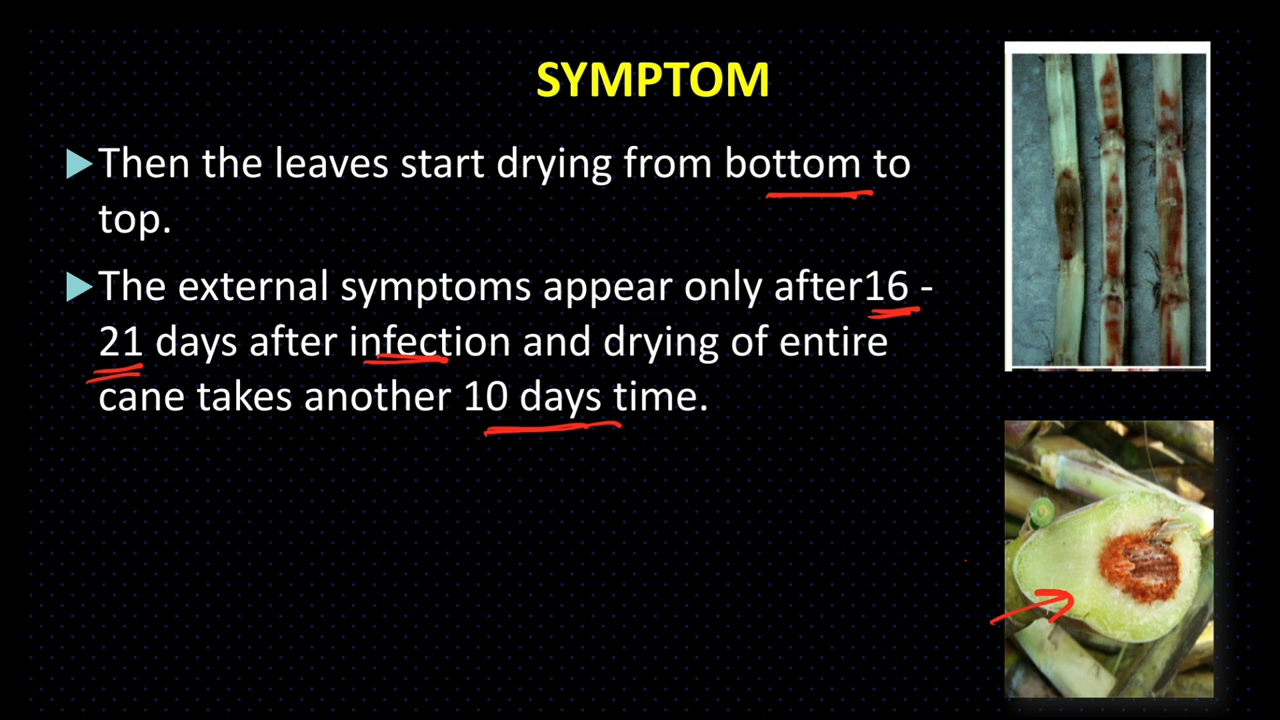 SYMPTOM
Then the leaves start drying from bottom to
top.
The external symptoms appear only after16 -
21 days after infection and drying of entire
cane takes another 10 days time.